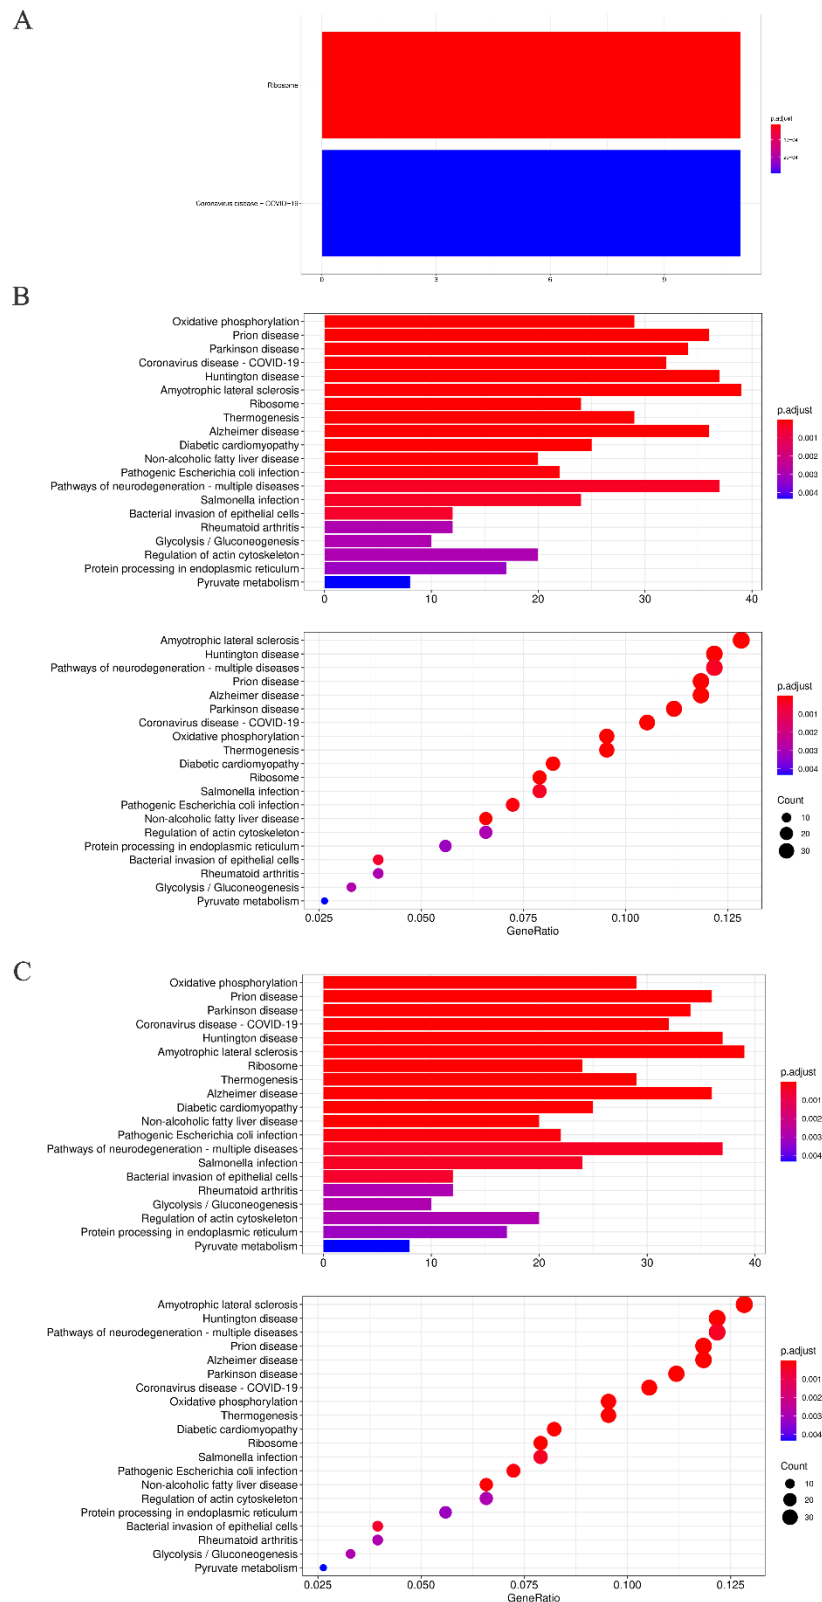 A
Ribosome
Coronavirus disease - COVID-19
0 3 6 9
p.adjust
1e-04
2e-04
B
Oxidative phosphorylation
Prion disease
Parkinson disease
Coronavirus disease - COVID-19
Huntington disease
Amyotrophic lateral sclerosis
Ribosome
Thermogenesis
Alzheimer disease
Diabetic cardiomyopathy
Non-alcoholic fatty liver disease
Pathogenic Escherichia coli infection
Pathways of neurodegeneration - multiple diseases
Salmonella infection
Bacterial invasion of epithelial cells
Rheumatoid arthritis
Glycolysis / Gluconeogenesis
Regulation of actin cytoskeleton
Protein processing in endoplasmic reticulum
Pyruvate metabolism
0 10 20 30 40
p.adjust
0.001
0.002
0.003
0.004
Amyotrophic lateral sclerosis
Huntington disease
Pathways of neurodegeneration - multiple diseases
Prion disease
Alzheimer disease
Parkinson disease
Coronavirus disease - COVID-19
Oxidative phosphorylation
Thermogenesis
Diabetic cardiomyopathy
Ribosome
Salmonella infection
Pathogenic Escherichia coli infection
Non-alcoholic fatty liver disease
Regulation of actin cytoskeleton
Protein processing in endoplasmic reticulum
Bacterial invasion of epithelial cells
Rheumatoid arthritis
Glycolysis / Gluconeogenesis
Pyruvate metabolism
0.025 0.050 0.075 0.100 0.125
GeneRatio
p.adjust
0.001
0.002
0.003
0.004
Count
10
20
30
C
Oxidative phosphorylation
Prion disease
Parkinson disease
Coronavirus disease - COVID-19
Huntington disease
Amyotrophic lateral sclerosis
Ribosome
Thermogenesis
Alzheimer disease
Diabetic cardiomyopathy
Non-alcoholic fatty liver disease
Pathogenic Escherichia coli infection
Pathways of neurodegeneration - multiple diseases
Salmonella infection
Bacterial invasion of epithelial cells
Rheumatoid arthritis
Glycolysis / Gluconeogenesis
Regulation of actin cytoskeleton
Protein processing in endoplasmic reticulum
Pyruvate metabolism
0 10 20 30 40
p.adjust
0.001
0.002
0.003
0.004
Amyotrophic lateral sclerosis
Huntington disease
Pathways of neurodegeneration - multiple diseases
Prion disease
Alzheimer disease
Parkinson disease
Coronavirus disease - COVID-19
Oxidative phosphorylation
Thermogenesis
Diabetic cardiomyopathy
Ribosome
Salmonella infection
Pathogenic Escherichia coli infection
Non-alcoholic fatty liver disease
Regulation of actin cytoskeleton
Protein processing in endoplasmic reticulum
Bacterial invasion of epithelial cells
Rheumatoid arthritis
Glycolysis / Gluconeogenesis
Pyruvate metabolism
0.025 0.050 0.075 0.100 0.125
GeneRatio
p.adjust
0.001
0.002
0.003
0.004
Count
10
20
30